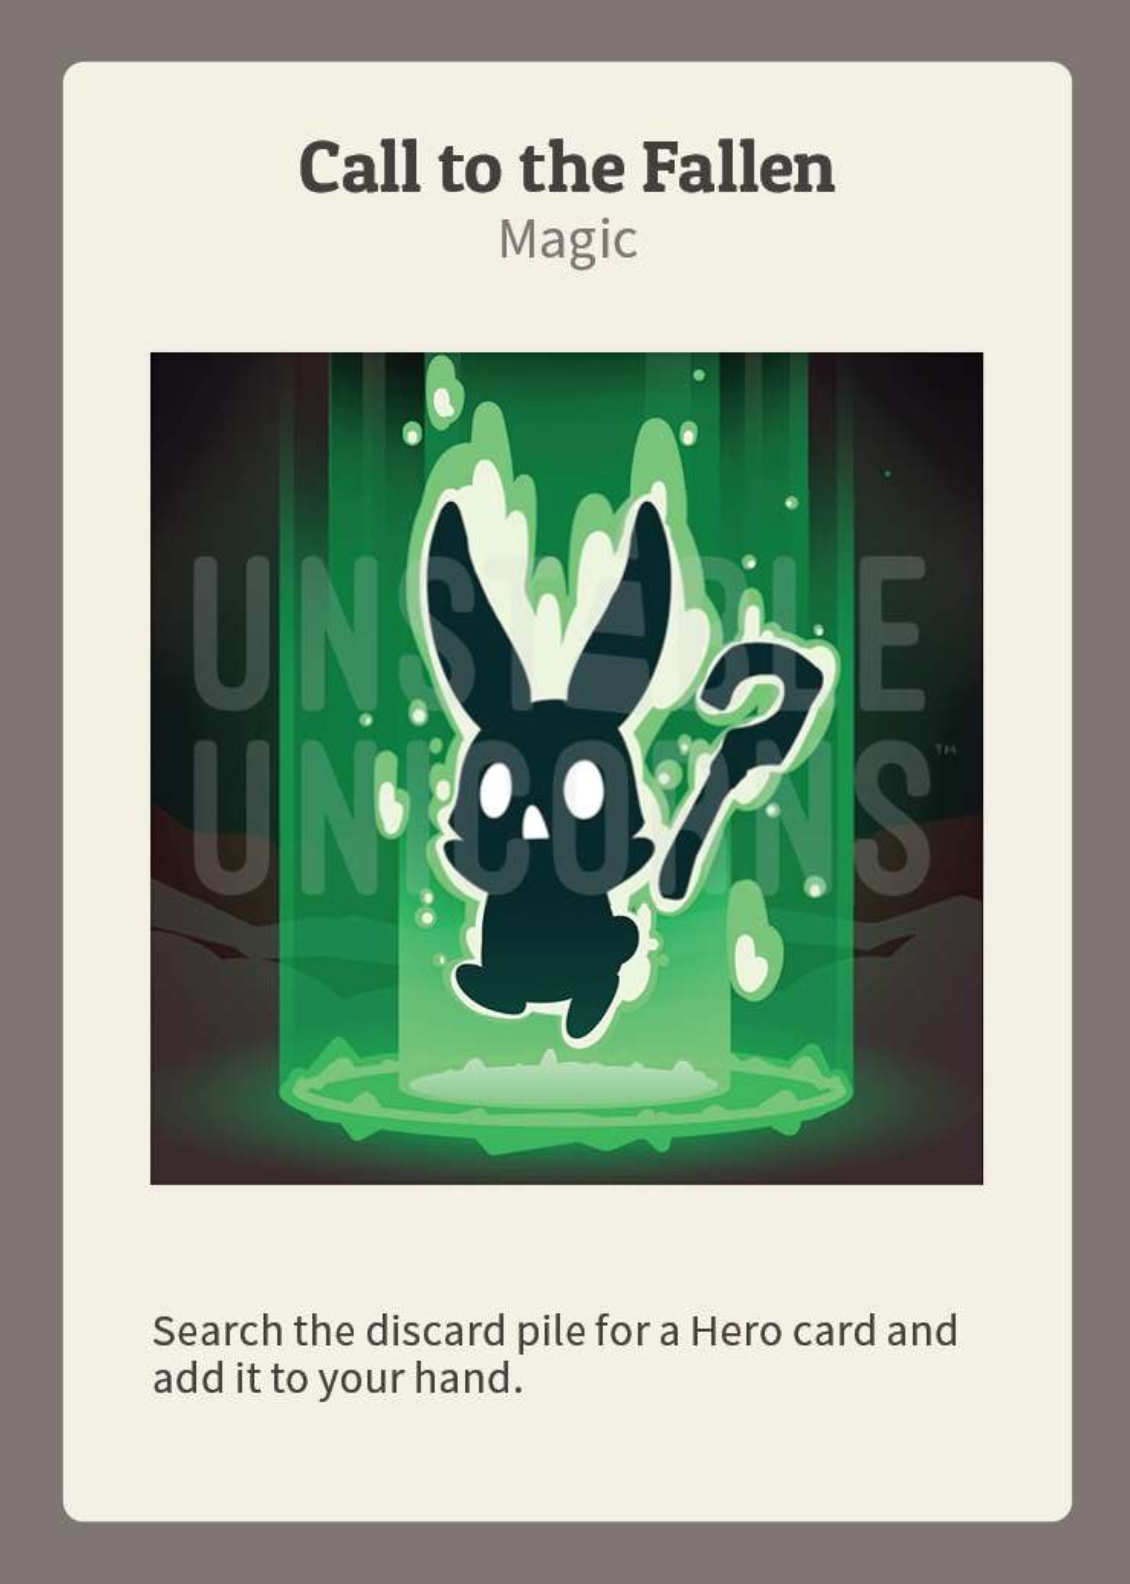 Call to the Fallen
Magic
UNSTABLE
UNICORNS™
Search the discard pile for a Hero card and
add it to your hand.